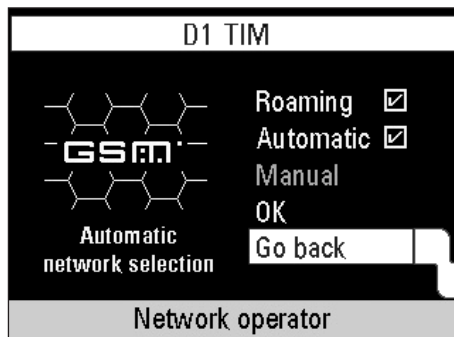 D1 TIM
GSM
Automatic
network selection
Roaming
Automatic
Manual
OK
Go back
Network operator